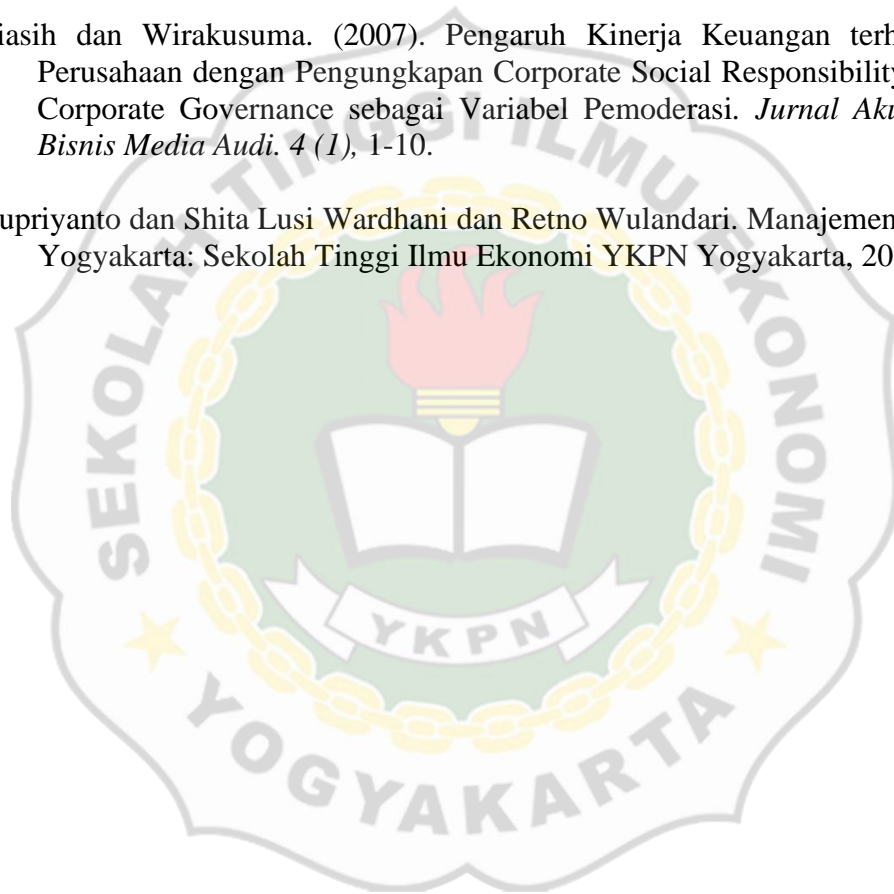 iasih dan Wirakusuma. (2007). Pengaruh Kinerja Keuangan terh
Perusahaan dengan Pengungkapan Corporate Social Responsibility
Corporate Governance sebagai Variabel Pemoderasi. Jurnal Aku
Bisnis Media Audi. 4 (1), 1-10.
upriyanto dan Shita Lusi Wardhani dan Retno Wulandari. Manajemen
Yogyakarta: Sekolah Tinggi Ilmu Ekonomi YKPN Yogyakarta, 20
SEKOLAH TINGGI ILMU EKONOMI
YKPN
YOGYAKARTA